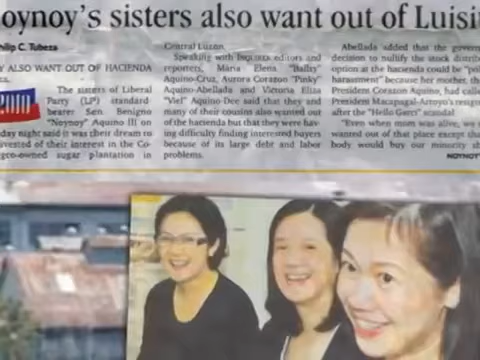 oynoy's sisters also want out of Luisi
hilip C. Tubeza
Y ALSO WANT OUT OF HACIENDA
The sisters of Liberal
Party (LP) standard-
bearer Sen. Benigno
"Noynoy" Aquino III on
day night said it was their dream to
vested of their interest in the Co-
gco-owned sugar plantation in
Central Luzon.
Speaking with Inquirer editors and
reporters, Maria Elena "Ballsy"
Aquino-Cruz, Aurora Corazon "Pinky"
Aquino-Abellada and Victoria Eliza
"Viel" Aquino-Dee said that they and
many of their cousins also wanted out
of the hacienda but that they were hav-
ing difficulty finding interested buyers
because of its large debt and labor
problems.
Abellada added that the govern
decision to nullify the stock distrib
option at the hacienda could be "pol
harassment" because her mother, th
President Corazon Aquino, had calle
President Macapagal-Arroyo's resign
after the "Hello Garci" scandal.
"Even when mom was alive, we
wanted out of that place except tha
body would buy our minority sh
NOYNOY